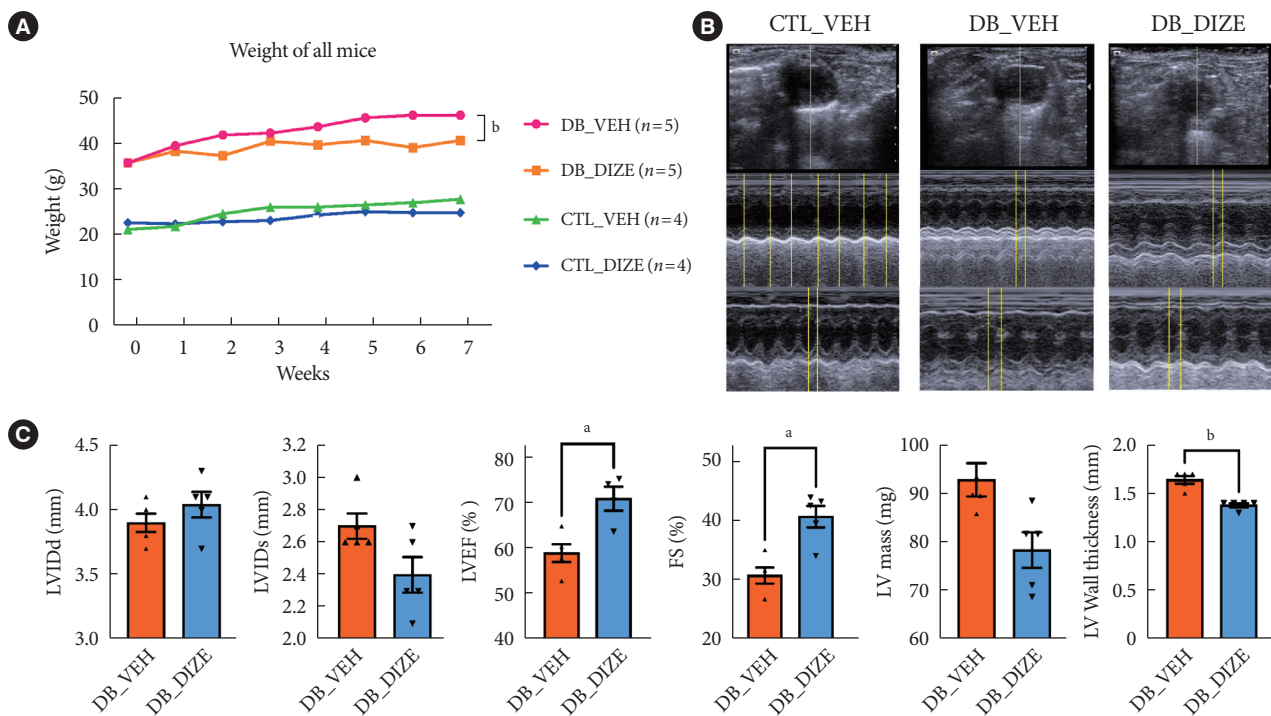 A
Weight of all mice
Weight (g)
50
40
30
20
10
0
0 1 2 3 4 5 6 7
Weeks
b
DB_VEH (n=5)
DB_DIZE (n=5)
CTL_VEH (n=4)
CTL_DIZE (n=4)
B
CTL_VEH DB_VEH DB_DIZE
C
LVIDd (mm)
4.5
4.0
3.5
3.0
DB_VEH
DB_DIZE
LVIDs (mm)
3.2
3.0
2.8
2.6
2.4
2.2
2.0
DB_VEH
DB_DIZE
LVEF (% )
80
70
60
50
40
a
DB_VEH
DB_DIZE
FS (%)
50
40
30
20
a
DB_VEH
DB_DIZE
LV mass (mg)
100
90
80
70
60
DB_VEH
DB_DIZE
LV Wall thickness (mm)
2.0
1.5
1.0
0.5
0
b
DB_VEH
DB_DIZE